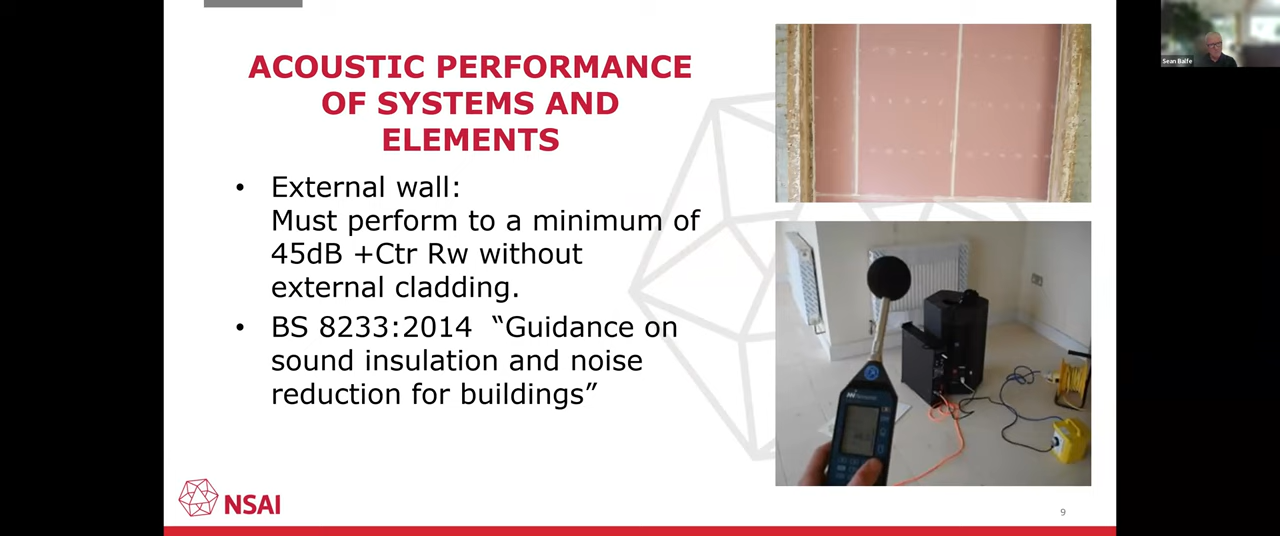 ACOUSTIC PERFORMANCE
OF SYSTEMS AND
ELEMENTS
• External wall:
Must perform to a minimum of
45dB +Ctr Rw without
external cladding.
• BS 8233:2014 “Guidance on
sound insulation and noise
reduction for buildings”
NSAI
9
Sean Balfe